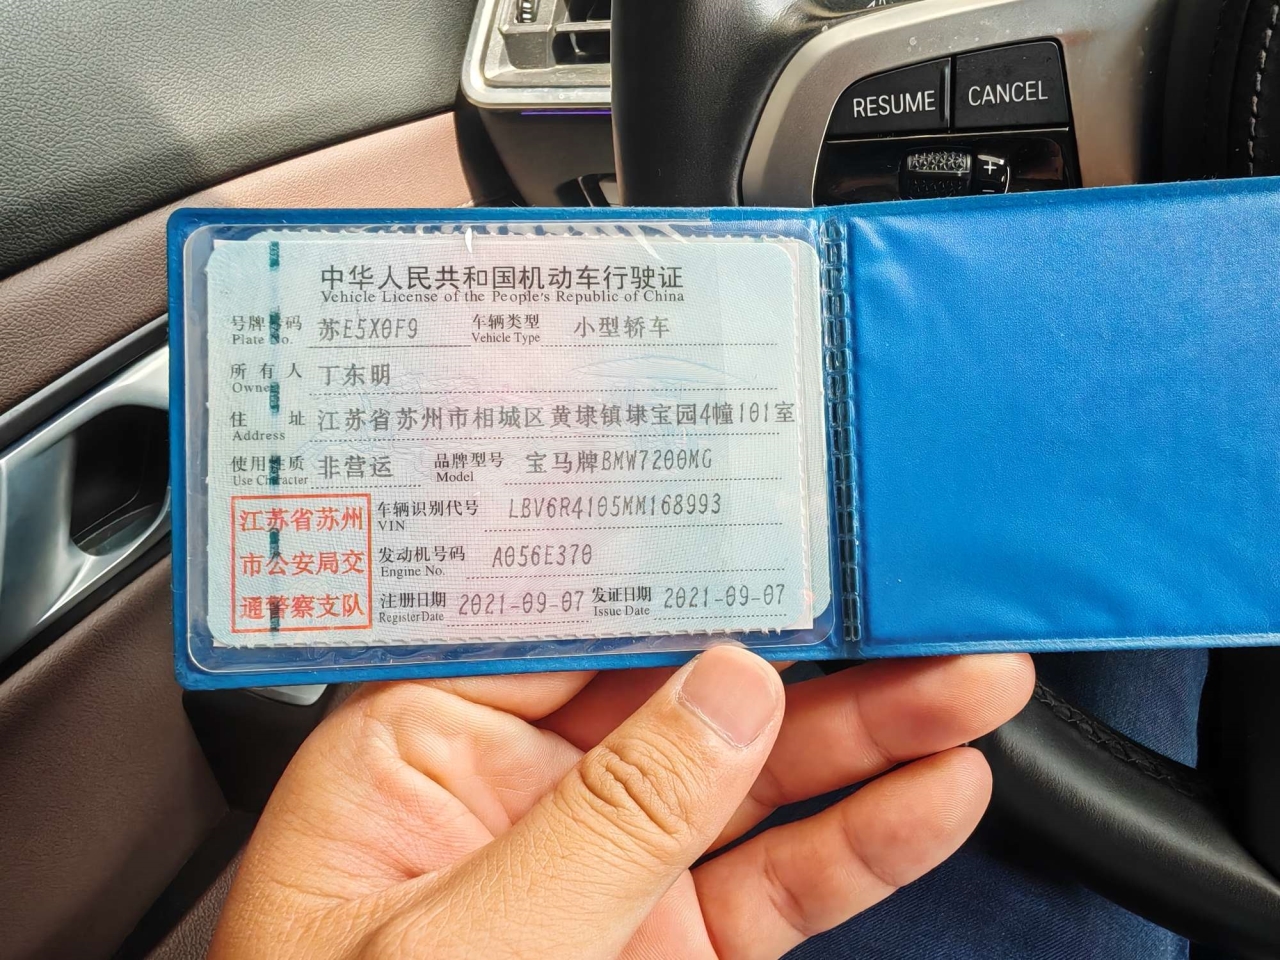 RESUME CANCEL
+
中华人民共和国机动车行驶证
Vehicle License of the People's Republic of China
号牌号码 苏E5X0F9 车辆类型 小型轿车
Plate No. Vehicle Type
所有人 丁东明
Owner
住址 江苏省苏州市相城区黄埭镇埭宝园4幢101室
Address
使用性质 非营运 品牌型号 宝马牌BMW7200MG
Use Character Model
江苏省苏州
市公安局交
通警察支队
车辆识别代号 LBV6R4105MM168993
VIN
发动机号码 A056E370
Engine No.
注册日期 2021-09-07 发证日期 2021-09-07
Register Date Issue Date